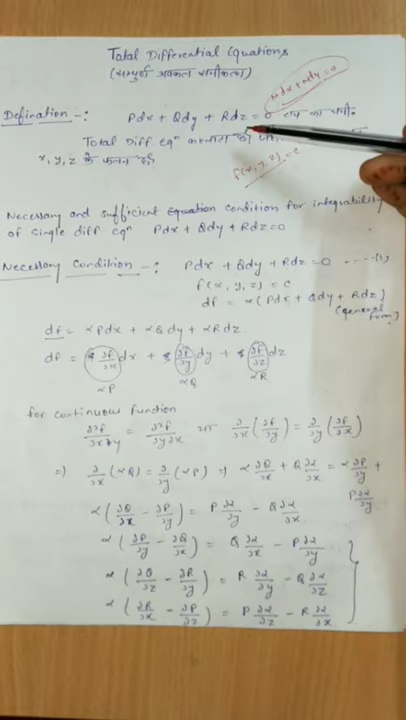 Total Differential Equations
(सम्पूर्ण अवकल समीकरण)
Mdx + Ndy = 0
Defination -: Pdx + Qdy + Rdz = 0
Total Diff eqⁿ
x, y, z के फलन हैं।
f(x, y, z) = c
Necessary and sufficient Equation Condition for integrability
of single diff eqⁿ Pdx + Qdy + Rdz = 0
Necessary Condition -: Pdx + Qdy + Rdz = 0 -----(1)
f(x, y, z) = c
df = α(Pdx + Qdy + Rdz)
(general form)
df = αPdx + αQdy + αRdz
df = ∂f/∂x dx + ∂f/∂y dy + ∂f/∂z dz
αP αQ αR
for continuous function
∂²f/∂x∂y = ∂²f/∂y∂x या ∂/∂x (∂f/∂y) = ∂/∂y (∂f/∂x)
⇒ ∂/∂x (αQ) = ∂/∂y (αP) ⇒ α ∂Q/∂x + Q ∂α/∂x = α ∂P/∂y +
P ∂α/∂y
α (∂Q/∂x - ∂P/∂y) = P ∂α/∂y - Q ∂α/∂x
α (∂P/∂y - ∂Q/∂x) = Q ∂α/∂x - P ∂α/∂y
α (∂Q/∂z - ∂R/∂y) = R ∂α/∂y - Q ∂α/∂z
α (∂R/∂x - ∂P/∂z) = P ∂α/∂z - R ∂α/∂x